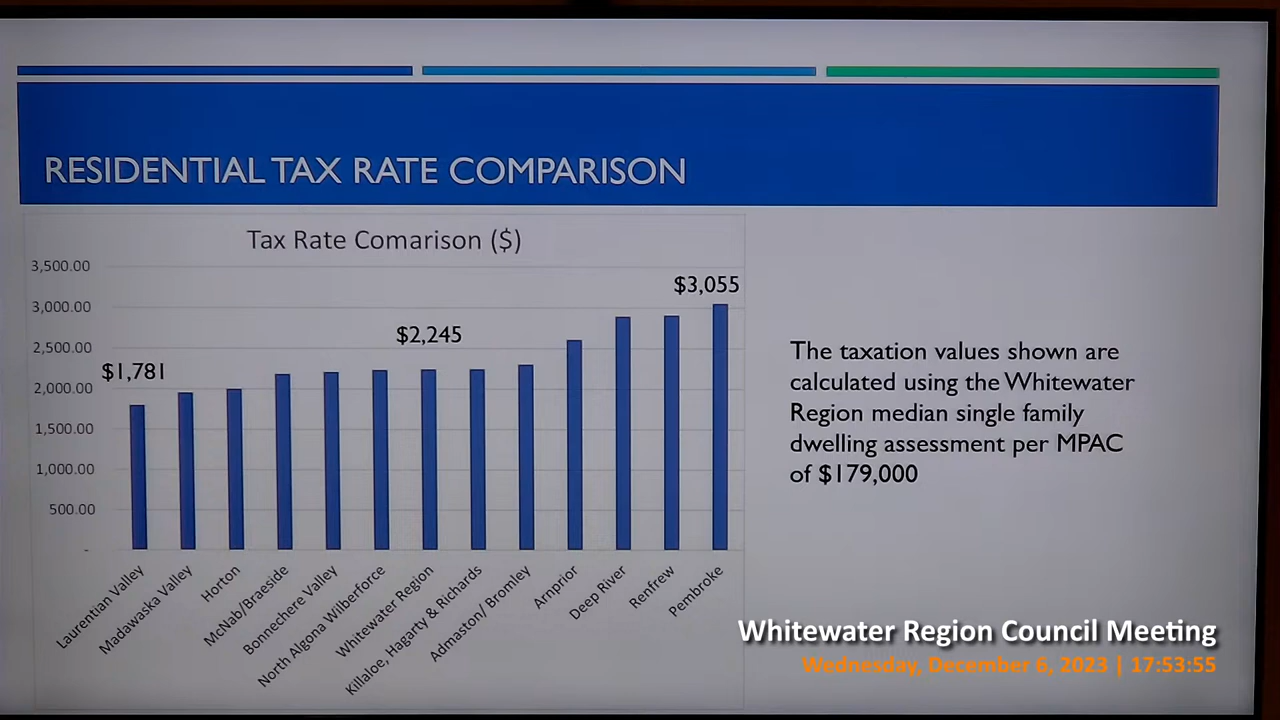 RESIDENTIAL TAX RATE COMPARISON
Tax Rate Comarison ($)
3,500.00
3,000.00
2,500.00
2,000.00
1,500.00
1,000.00
500.00
-
$1,781
$2,245
$3,055
Laurentian Valley
Madawaska Valley
Horton
McNab/Braeside
Bonnechere Valley
North Algona Wilberforce
Whitewater Region
Killaloe, Hagarty & Richards
Admaston/ Bromley
Arnprior
Deep River
Renfrew
Pembroke
The taxation values shown are
calculated using the Whitewater
Region median single family
dwelling assessment per MPAC
of $179,000
Whitewater Region Council Meeting
Wednesday, December 6, 2023 | 17:53:55